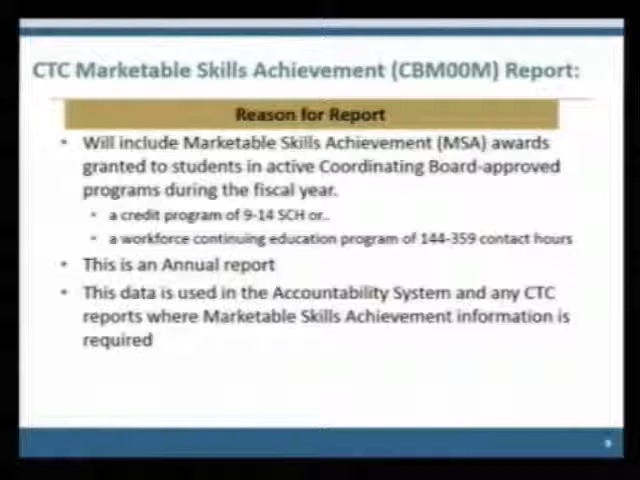 CTC Marketable Skills Achievement (CBM00M) Report:
Reason for Report
• Will include Marketable Skills Achievement (MSA) awards
granted to students in active Coordinating Board-approved
programs during the fiscal year.
• a credit program of 9-14 SCH or..
• a workforce continuing education program of 144-359 contact hours
• This is an Annual report
• This data is used in the Accountability System and any CTC
reports where Marketable Skills Achievement information is
required